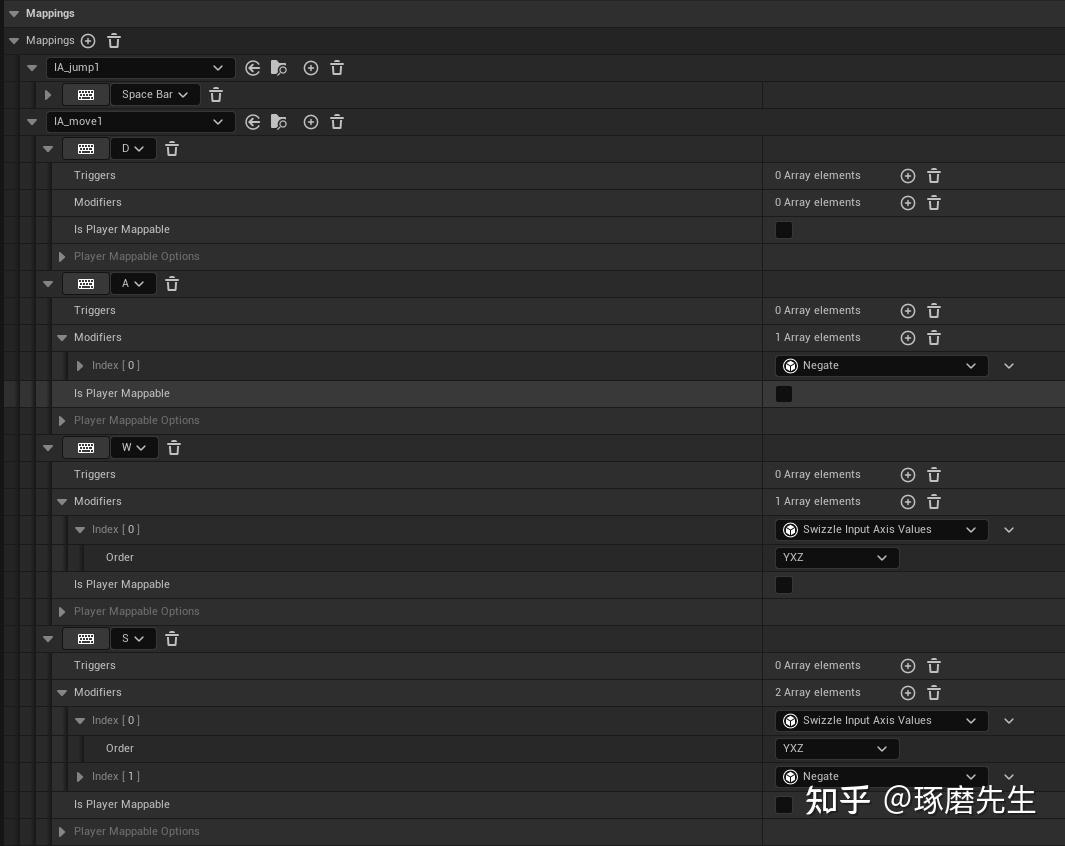 Mappings
Mappings
IA_jump1
Space Bar
IA_move1
D
Triggers 0 Array elements
Modifiers 0 Array elements
Is Player Mappable
Player Mappable Options
A
Triggers 0 Array elements
Modifiers 1 Array elements
Index [ 0 ] Negate
Is Player Mappable
Player Mappable Options
W
Triggers 0 Array elements
Modifiers 1 Array elements
Index [ 0 ] Swizzle Input Axis Values
Order YXZ
Is Player Mappable
Player Mappable Options
S
Triggers 0 Array elements
Modifiers 2 Array elements
Index [ 0 ] Swizzle Input Axis Values
Order YXZ
Index [ 1 ] Negate
Is Player Mappable
知乎 @琢磨先生
Player Mappable Options